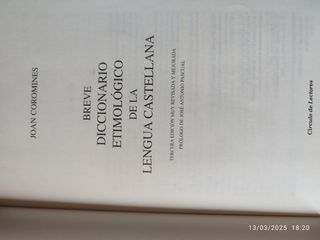 JOAN COROMINES
BREVE
DICCIONARIO
ETIMOLÓGICO
DE LA
LENGUA CASTELLANA
TERCERA EDICIÓN MUY REVISADA Y MEJORADA
PRÓLOGO DE JOSÉ ANTONIO PASCUAL
Círculo de Lectores
13/03/2025 18:20